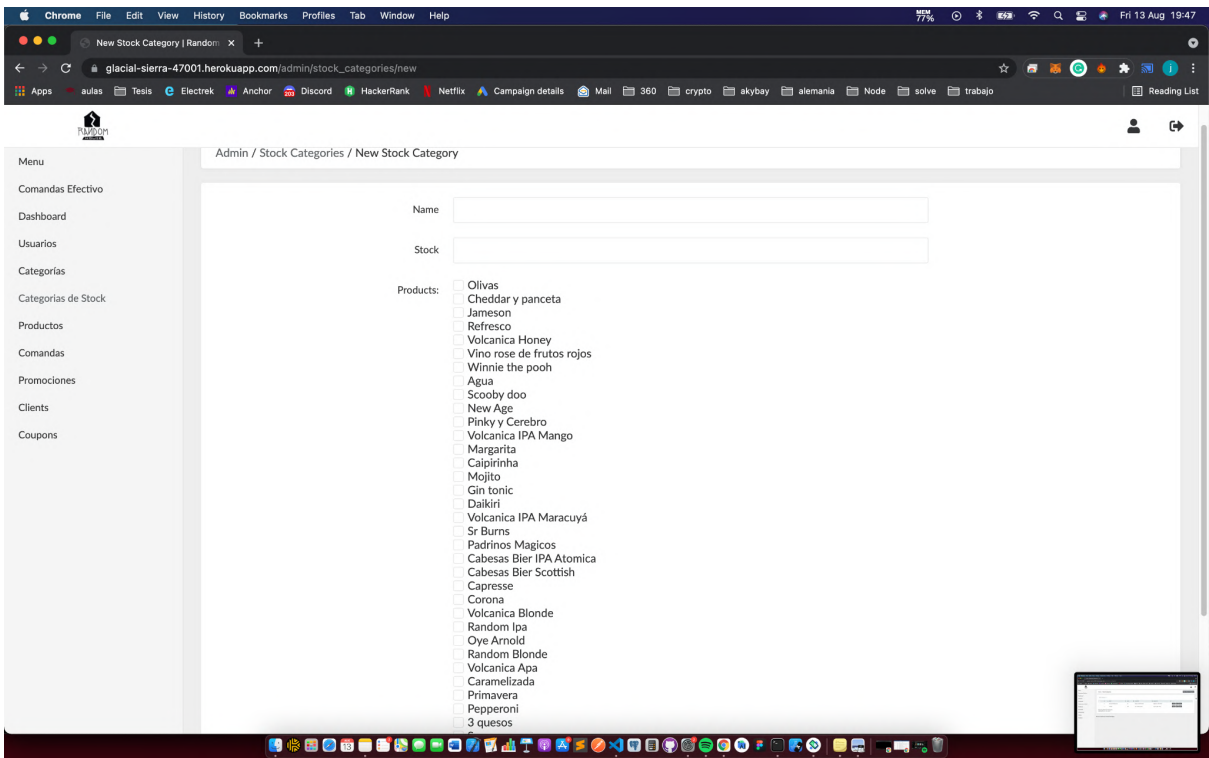 Chrome File Edit View History Bookmarks Profiles Tab Window Help MEM 77% Fri 13 Aug 19:47
New Stock Category | Random
glacial-sierra-47001.herokuapp.com/admin/stock_categories/new
Apps aulas Tesis Electrek Anchor 203 Discord HackerRank Netflix Campaign details Mail 360 crypto akybay alemania Node solve trabajo Reading List
RANDOM
Admin / Stock Categories / New Stock Category
Menu
Comandas Efectivo
Dashboard
Usuarios
Categorías
Categorias de Stock
Productos
Comandas
Promociones
Clients
Coupons
Name
Stock
Products:
Olivas
Cheddar y panceta
Jameson
Refresco
Volcanica Honey
Vino rose de frutos rojos
Winnie the pooh
Agua
Scooby doo
New Age
Pinky y Cerebro
Volcanica IPA Mango
Margarita
Caipirinha
Mojito
Gin tonic
Daikiri
Volcanica IPA Maracuyá
Sr Burns
Padrinos Magicos
Cabesas Bier IPA Atomica
Cabesas Bier Scottish
Capresse
Corona
Volcanica Blonde
Random Ipa
Oye Arnold
Random Blonde
Volcanica Apa
Caramelizada
Primavera
Pepperoni
3 quesos